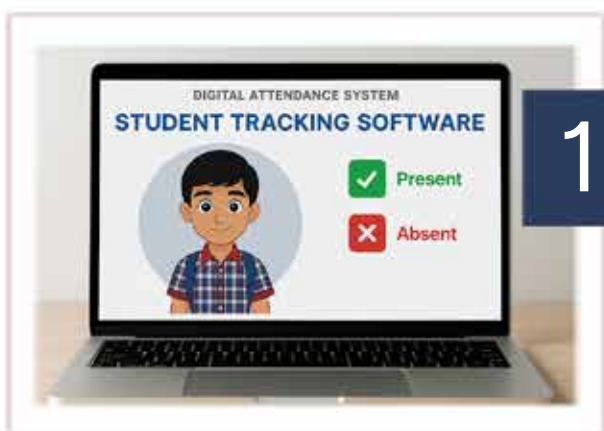 DIGITAL ATTENDANCE SYSTEM
STUDENT TRACKING SOFTWARE
Present
Absent
1